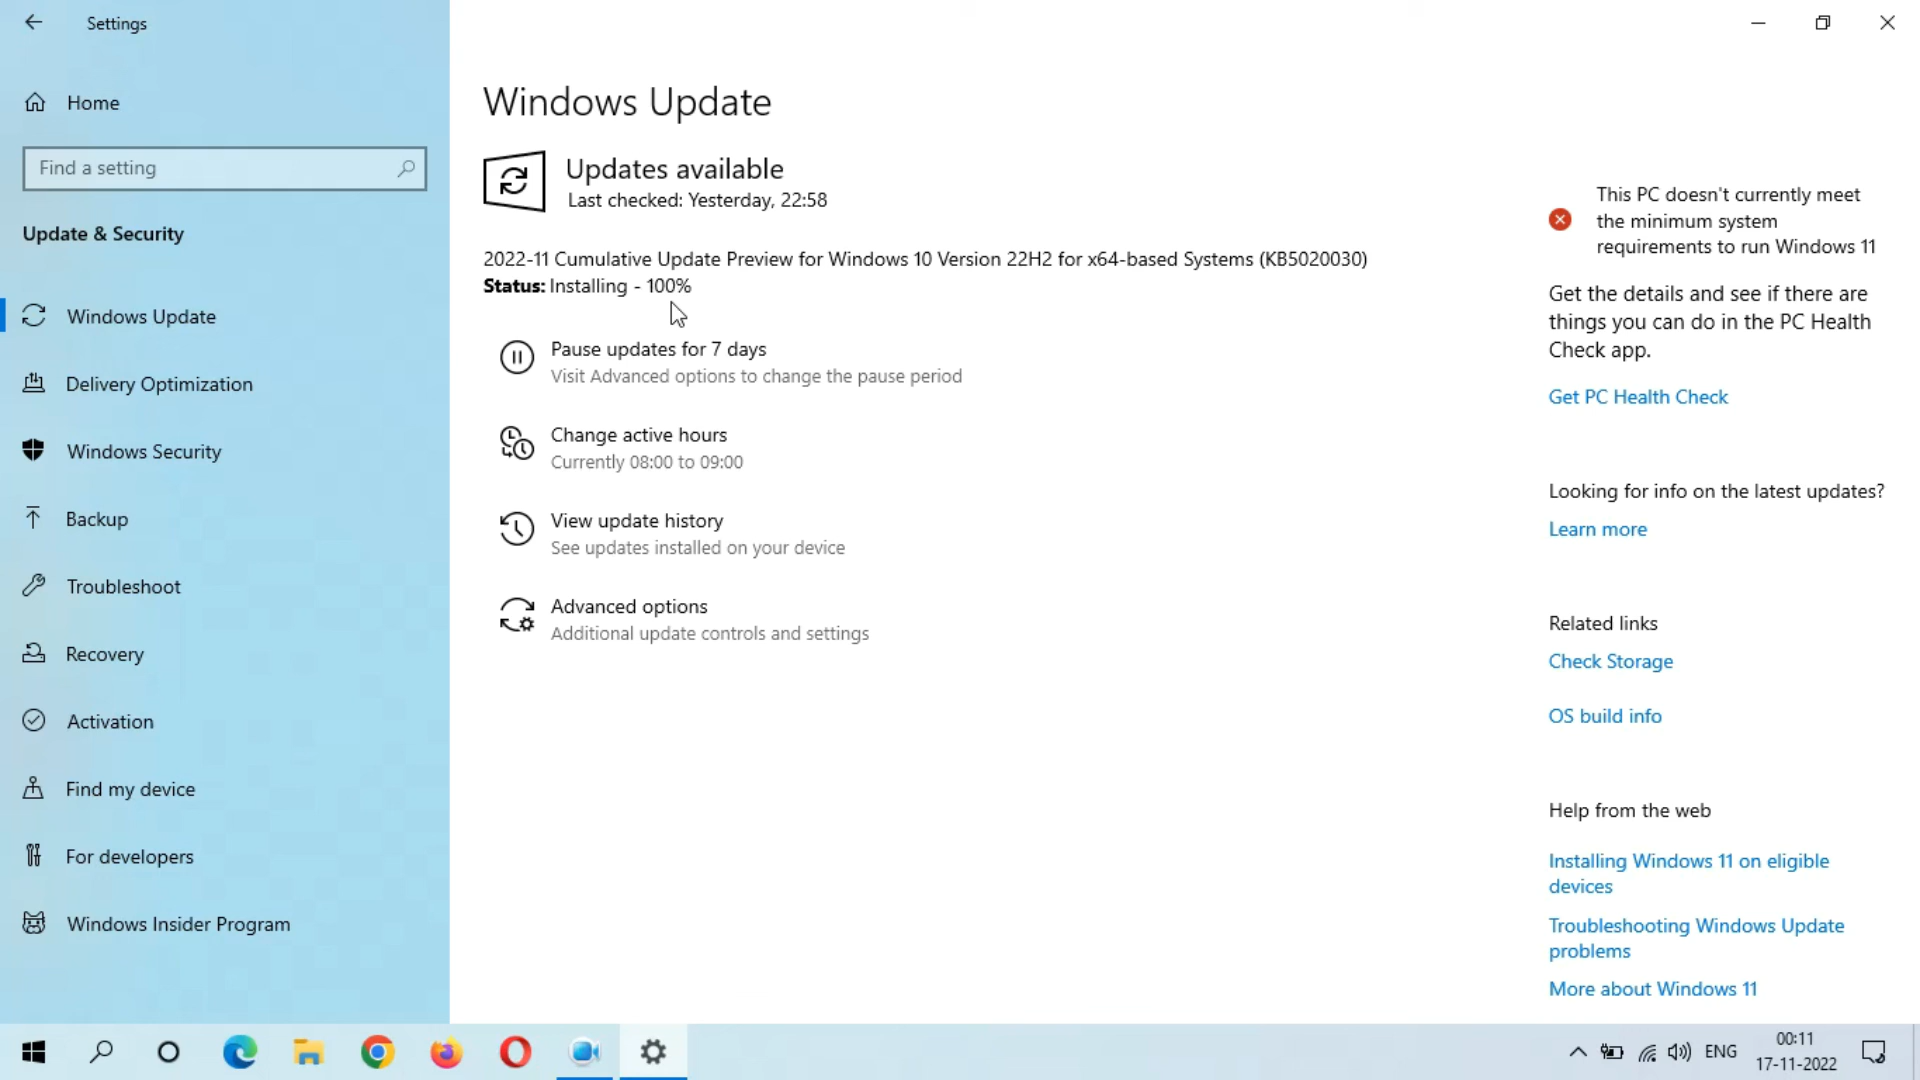 Settings
Home
Find a setting
Update & Security
Windows Update
Delivery Optimization
Windows Security
Backup
Troubleshoot
Recovery
Activation
Find my device
For developers
Windows Insider Program
Windows Update
Updates available
Last checked: Yesterday, 22:58
2022-11 Cumulative Update Preview for Windows 10 Version 22H2 for x64-based Systems (KB5020030)
Status: Installing - 100%
Pause updates for 7 days
Visit Advanced options to change the pause period
Change active hours
Currently 08:00 to 09:00
View update history
See updates installed on your device
Advanced options
Additional update controls and settings
This PC doesn't currently meet
the minimum system
requirements to run Windows 11
Get the details and see if there are
things you can do in the PC Health
Check app.
Get PC Health Check
Looking for info on the latest updates?
Learn more
Related links
Check Storage
OS build info
Help from the web
Installing Windows 11 on eligible
devices
Troubleshooting Windows Update
problems
More about Windows 11
ENG
00:11
17-11-2022